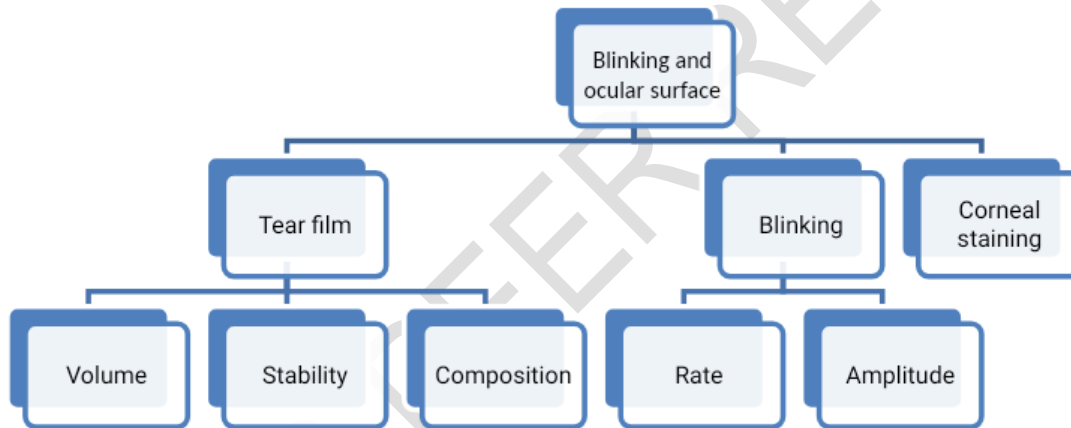 Blinking and
ocular surface
Tear film
Blinking
Corneal
staining
Volume
Stability
Composition
Rate
Amplitude